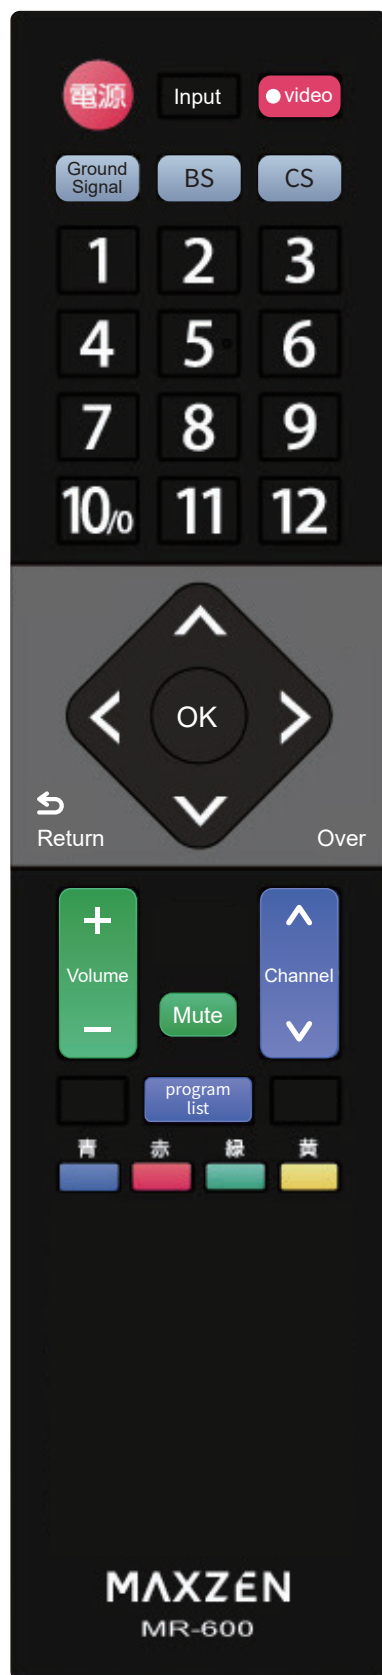 電源
Input
video
Ground
Signal
BS
CS
1
2
3
4
5
6
7
8
9
10/0
11
12
OK
Return
Over
+
Volume
−
Channel
Mute
program
list
青
赤
緑
黄
MAXZEN
MR-600